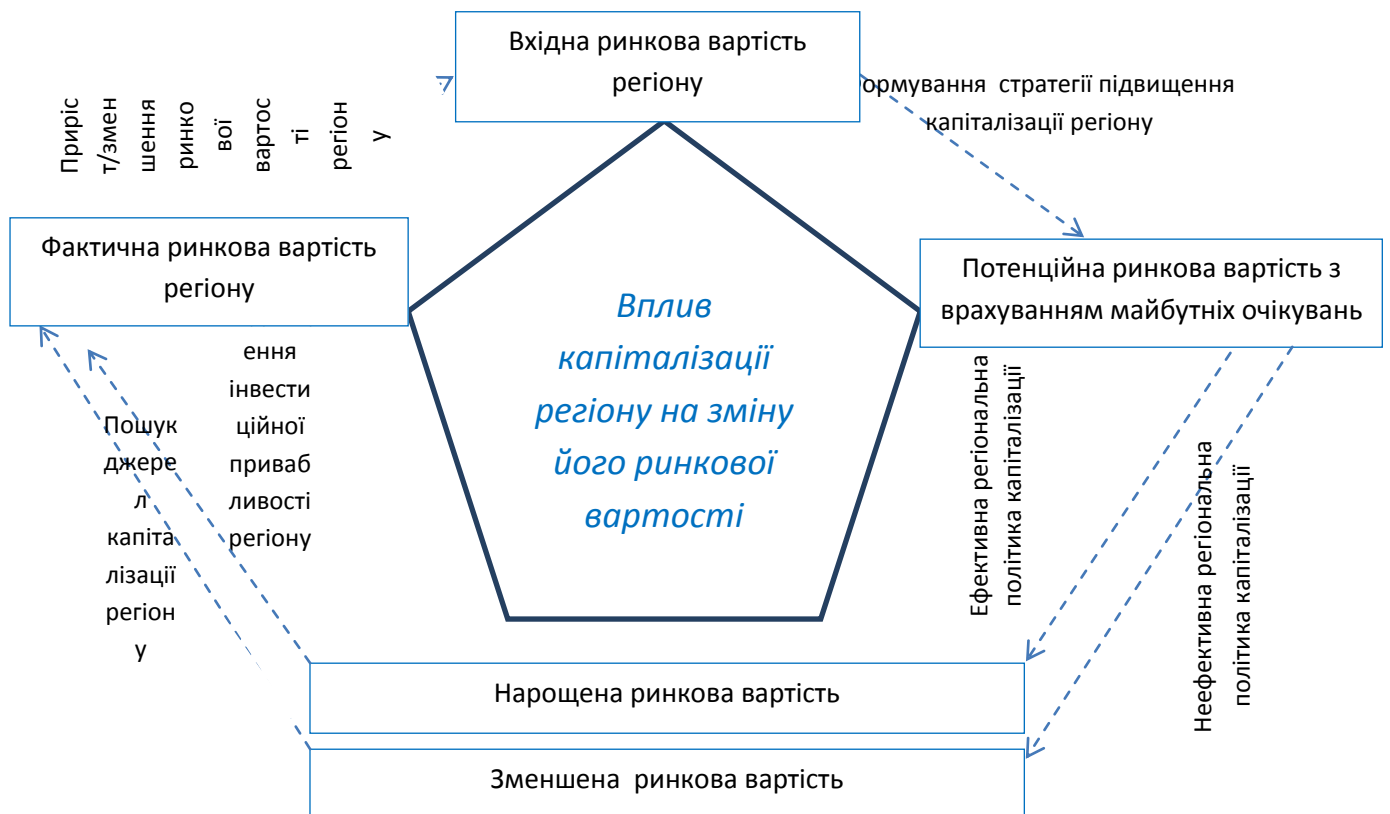 Вхідна ринкова вартість
регіону
ормування стратегії підвищення
капіталізації регіону
Приріс
т/змен
шення
ринко
вої
вартос
ті
регіон
у
Фактична ринкова вартість
регіону
Потенційна ринкова вартість з
врахуванням майбутніх очікувань
Вплив
капіталізації
регіону на зміну
його ринкової
вартості
ення
інвести
ційної
приваб
ливості
регіону
Пошук
джере
л
капіта
лізації
регіон
у
Ефективна регіональна
політика капіталізації
Неефективна регіональна
політика капіталізації
Нарощена ринкова вартість
Зменшена ринкова вартість